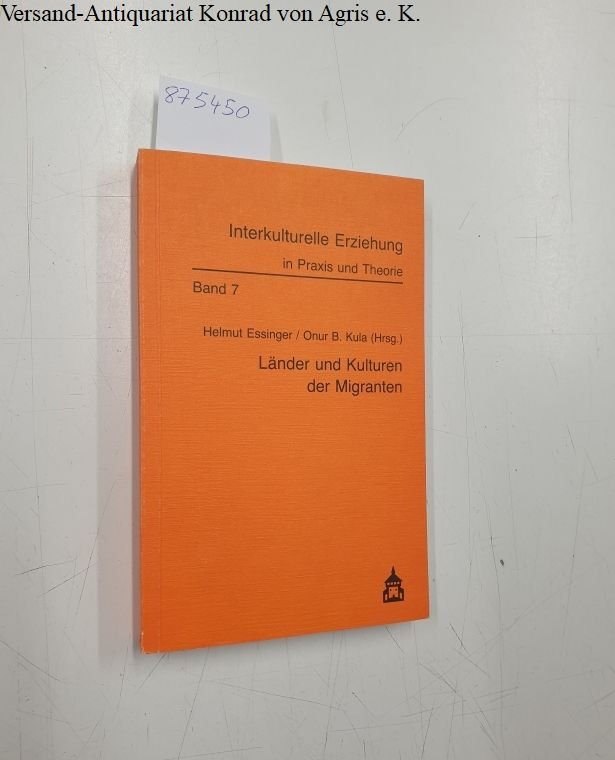 Versand-Antiquariat Konrad von Agris e. K.
875450
Interkulturelle Erziehung
in Praxis und Theorie
Band 7
Helmut Essinger / Onur B. Kula (Hrsg.)
Länder und Kulturen
der Migranten